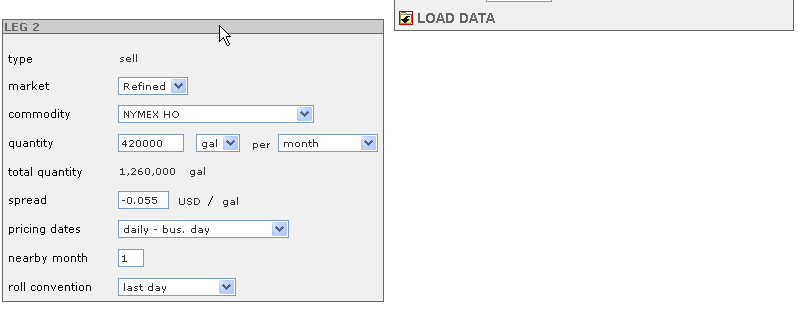 LOAD DATA
LEG 2
type sell
market Refined
commodity NYMEX HO
quantity 420000 gal per month
total quantity 1,260,000 gal
spread -0.055 USD / gal
pricing dates daily - bus. day
nearby month 1
roll convention last day